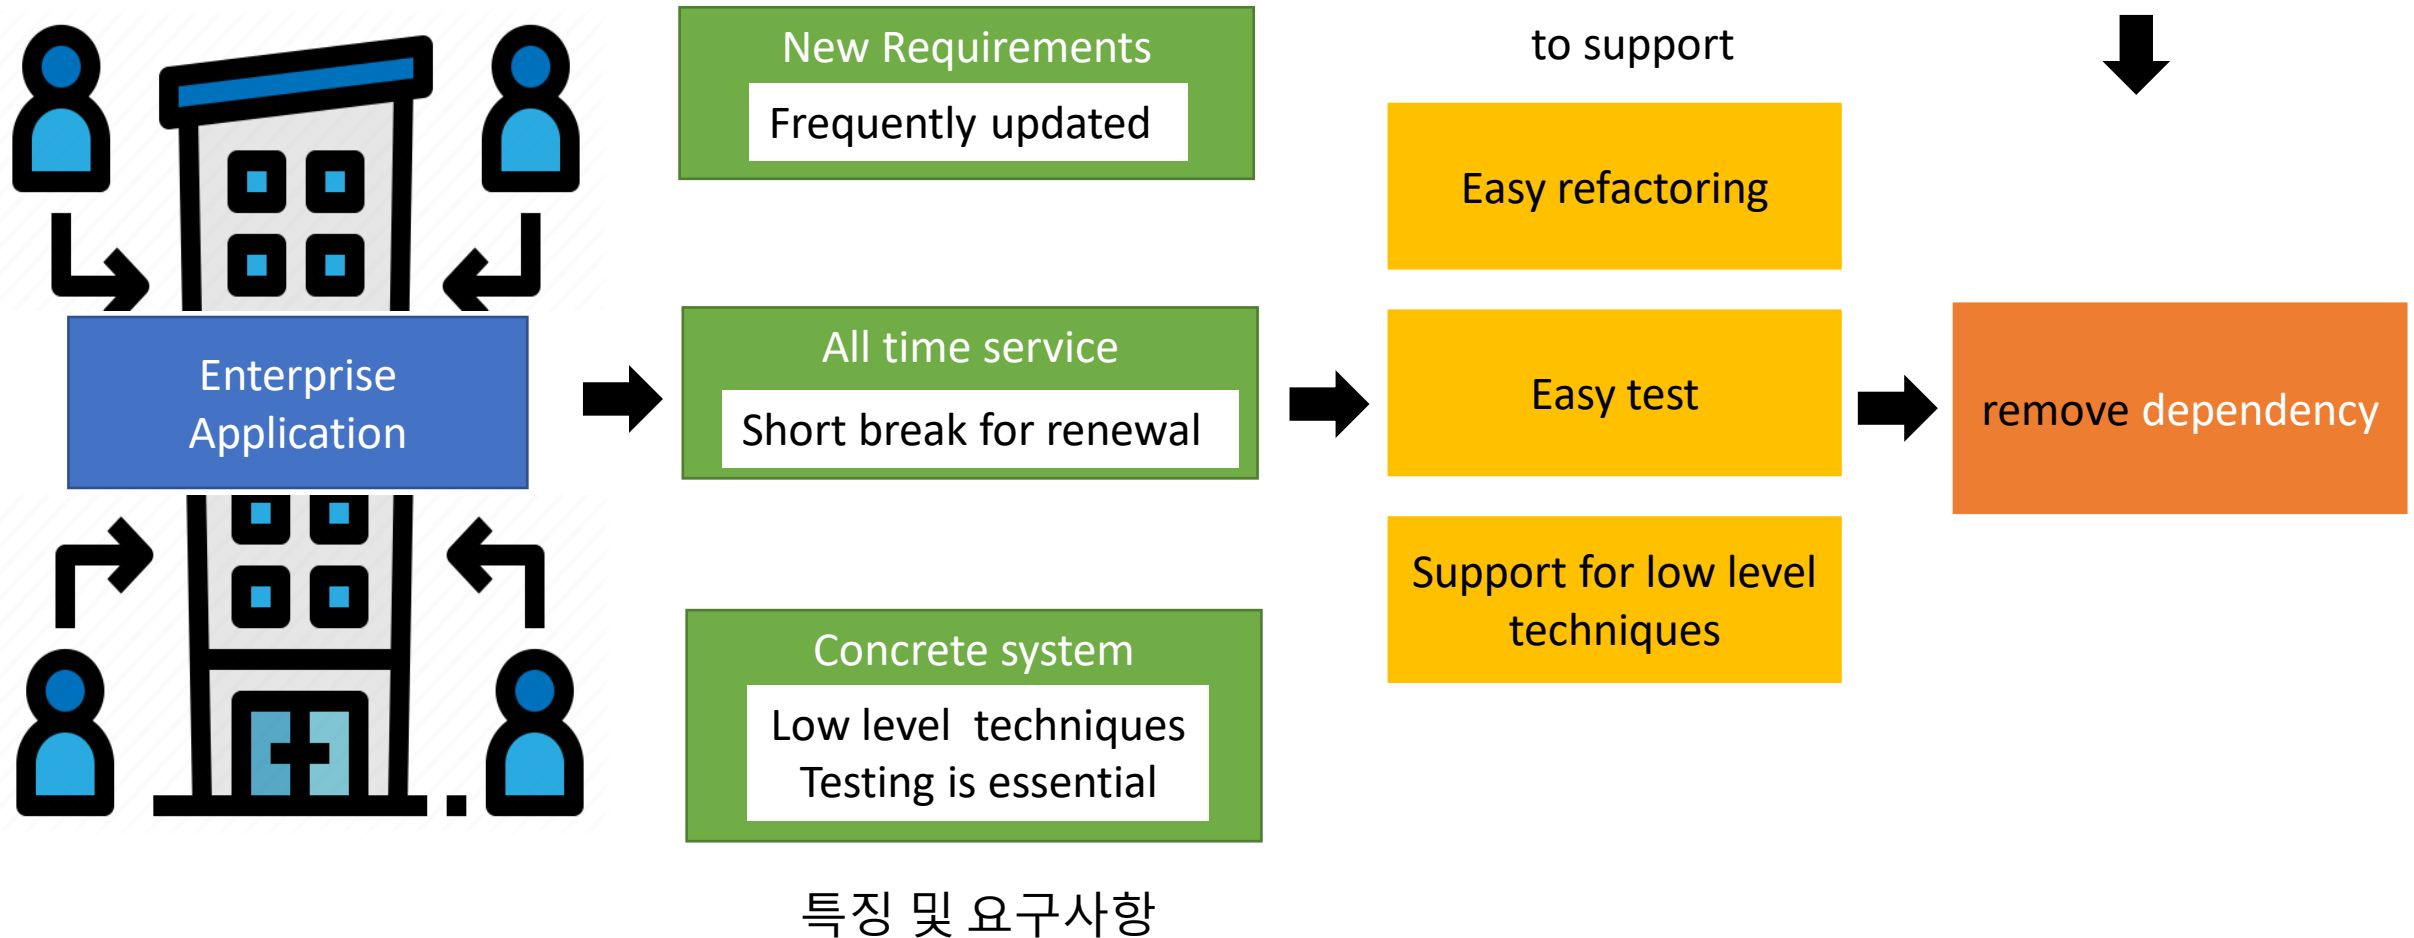 Enterprise
Application
New Requirements
Frequently updated
All time service
Short break for renewal
Concrete system
Low level  techniques
Testing is essential
특징 및 요구사항
to support
Easy refactoring
Easy test
Support for low level
techniques
remove dependency